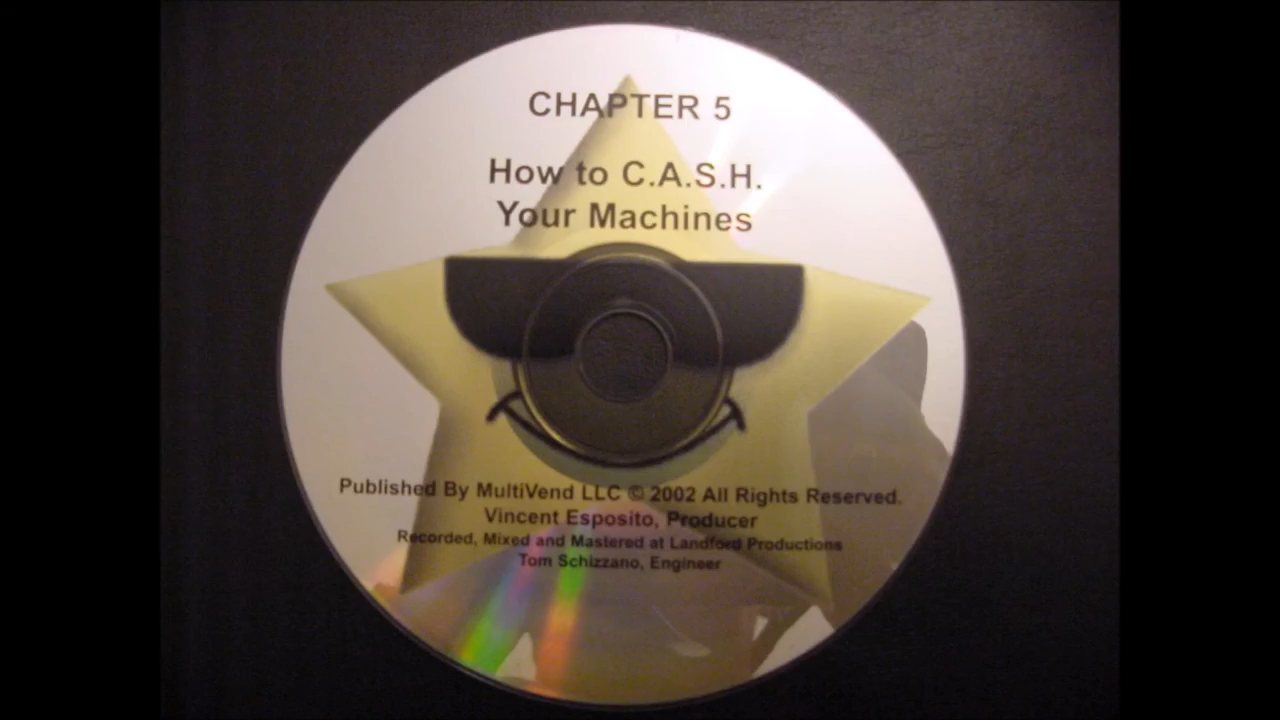 CHAPTER 5
How to C.A.S.H.
Your Machines
Published By MultiVend LLC © 2002 All Rights Reserved.
Vincent Esposito, Producer
Recorded, Mixed and Mastered at Landford Productions
Tom Schizzano, Engineer